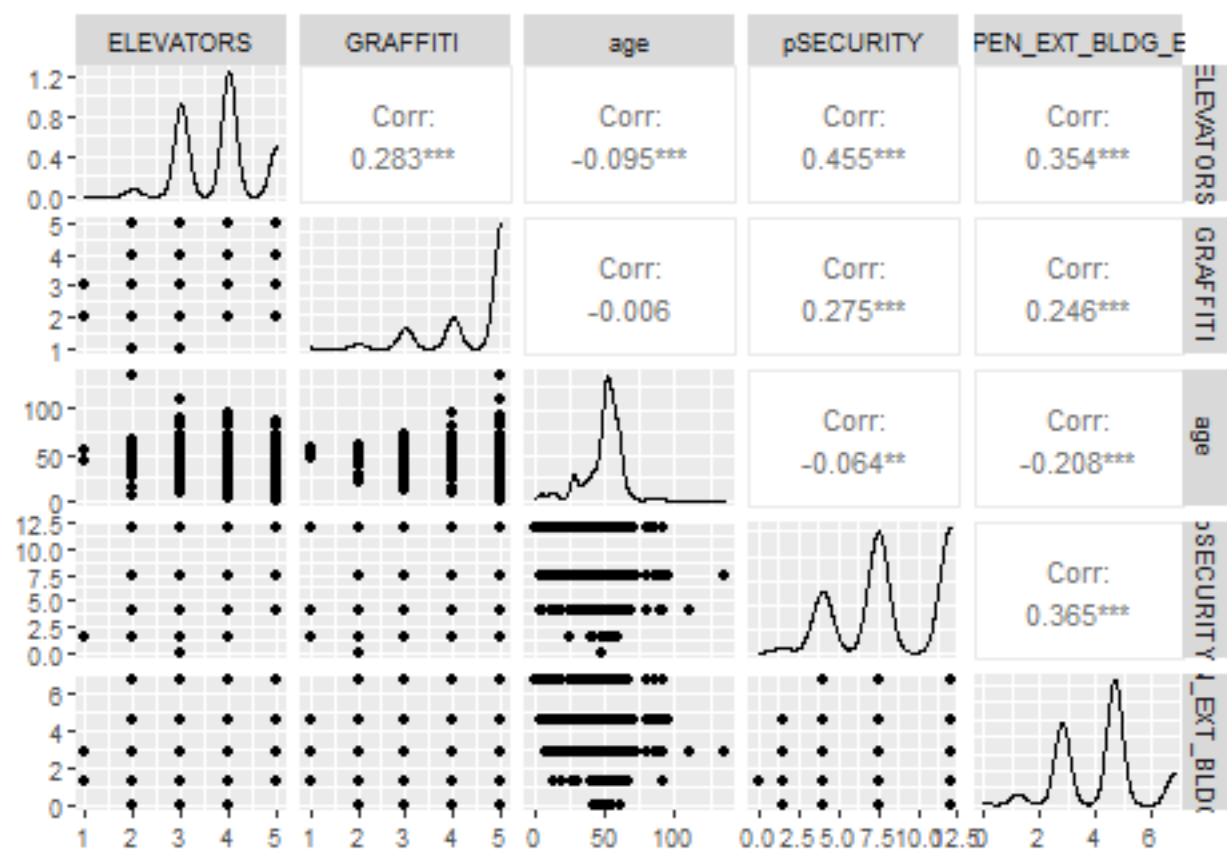 ELEVATORS GRAFFITI age pSECURITY PEN_EXT_BLDG_E
1.2
0.8
0.4
0.0
Corr:
0.283***
Corr:
-0.095***
Corr:
0.455***
Corr:
0.354***
ELEVATORS
5
4
3
2
1
Corr:
-0.006
Corr:
0.275***
Corr:
0.246***
GRAFFITI
100
50
0
Corr:
-0.064**
Corr:
-0.208***
age
12.5
10.0
7.5
5.0
2.5
0.0
Corr:
0.365***
pSECURITY
6
4
2
0
_EXT_BLD
1 2 3 4 5
1 2 3 4 5
0 50 100
0.0 2.5 5.0 7.5 10.0 12.5
0 2 4 6